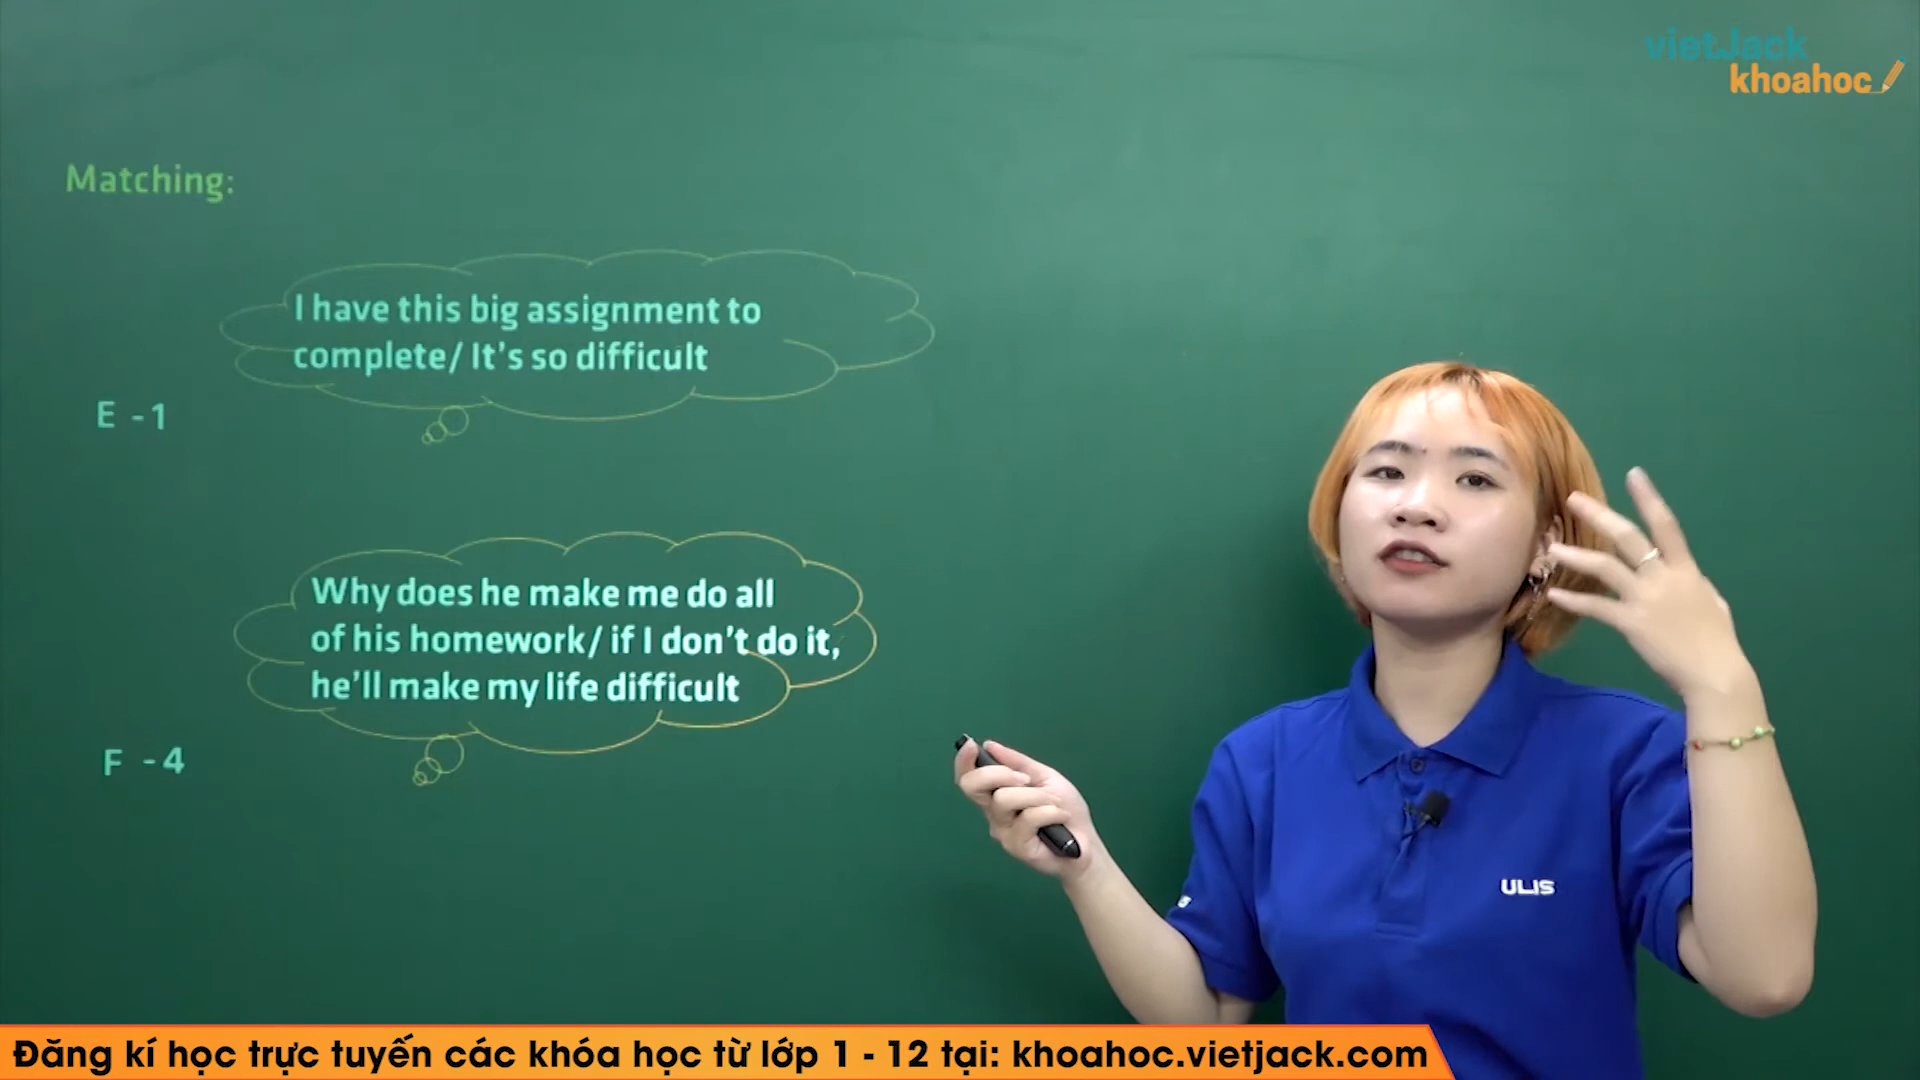 vietJack
khoahoc
Matching:
I have this big assignment to
complete/ It's so difficult
E - 1
Why does he make me do all
of his homework/ if I don't do it,
he'll make my life difficult
F - 4
ULIS
Đăng kí học trực tuyến các khóa học từ lớp 1 - 12 tại: khoahoc.vietjack.com